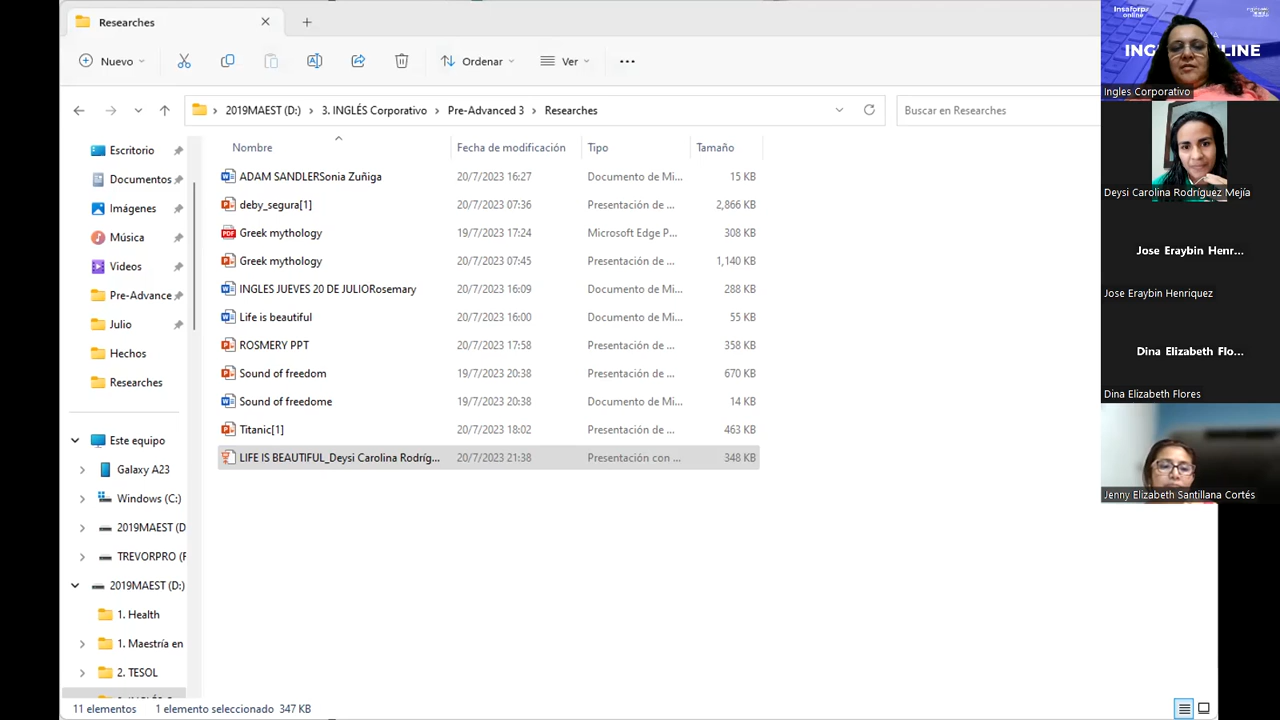 Researches
Nuevo
Ordenar
Ver
2019MAEST (D:) > 3. INGLÉS Corporativo > Pre-Advanced 3 > Researches
Buscar en Researches
Nombre Fecha de modificación Tipo Tamaño
ADAM SANDLERSonia Zuñiga 20/7/2023 16:27 Documento de Mi... 15 KB
deby_segura[1] 20/7/2023 07:36 Presentación de ... 2,866 KB
Greek mythology 19/7/2023 17:24 Microsoft Edge P... 308 KB
Greek mythology 20/7/2023 07:45 Presentación de ... 1,140 KB
INGLES JUEVES 20 DE JULIORosemary 20/7/2023 16:09 Documento de Mi... 288 KB
Life is beautiful 20/7/2023 16:00 Documento de Mi... 55 KB
ROSMERY PPT 20/7/2023 17:58 Presentación de ... 358 KB
Sound of freedom 19/7/2023 20:38 Presentación de ... 670 KB
Sound of freedome 19/7/2023 20:38 Documento de Mi... 14 KB
Titanic[1] 20/7/2023 18:02 Presentación de ... 463 KB
LIFE IS BEAUTIFUL_Deysi Carolina Rodríg... 20/7/2023 21:38 Presentación con ... 348 KB
Escritorio
Documentos
Imágenes
Música
Videos
Pre-Advance
Julio
Hechos
Researches
Este equipo
Galaxy A23
Windows (C:)
2019MAEST (D
TREVORPRO (F
2019MAEST (D:)
1. Health
1. Maestría en
2. TESOL
11 elementos 1 elemento seleccionado 347 KB
Insaforp
online
ING LINE
Ingles Corporativo
Deysi Carolina Rodríguez Mejía
Jose Eraybin Henr...
Jose Eraybin Henriquez
Dina Elizabeth Flo...
Dina Elizabeth Flores
Jenny Elizabeth Santillana Cortés